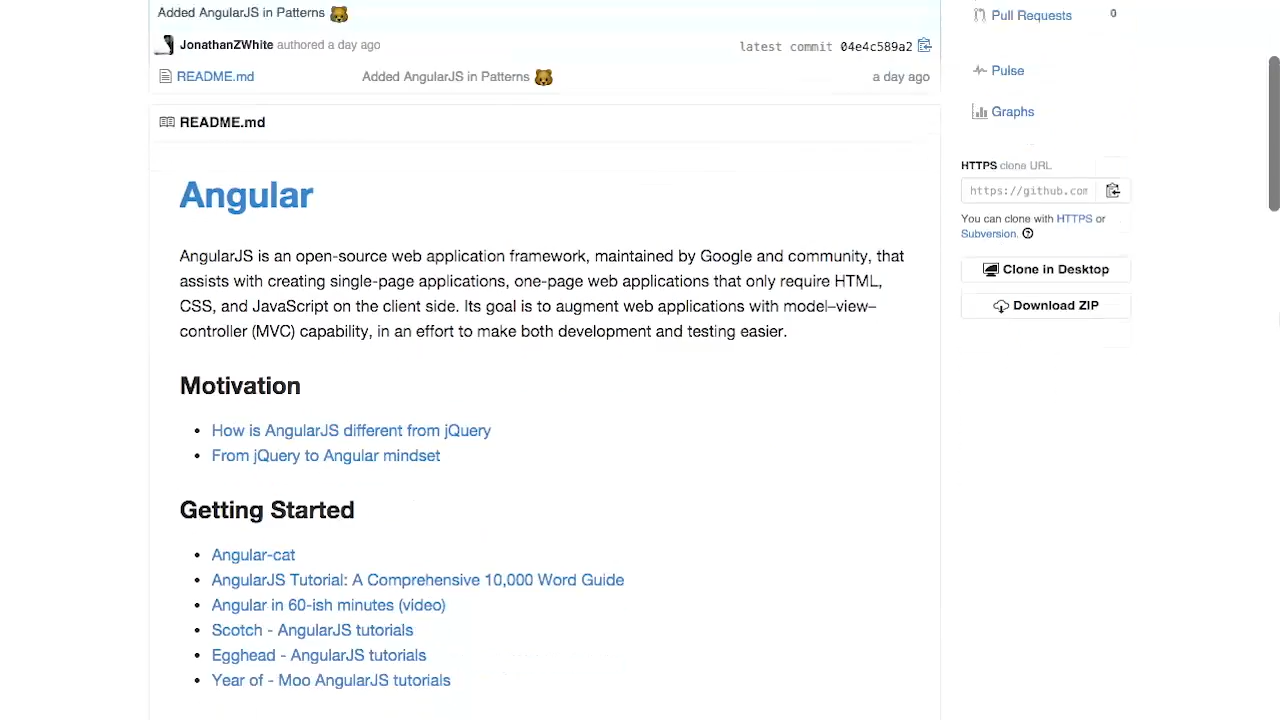 Added AngularJS in Patterns
JonathanZWhite authored a day ago
latest commit 04e4c589a2
README.md Added AngularJS in Patterns a day ago
README.md
Angular
AngularJS is an open-source web application framework, maintained by Google and community, that
assists with creating single-page applications, one-page web applications that only require HTML,
CSS, and JavaScript on the client side. Its goal is to augment web applications with model–view–
controller (MVC) capability, in an effort to make both development and testing easier.
Motivation
• How is AngularJS different from jQuery
• From jQuery to Angular mindset
Getting Started
• Angular-cat
• AngularJS Tutorial: A Comprehensive 10,000 Word Guide
• Angular in 60-ish minutes (video)
• Scotch - AngularJS tutorials
• Egghead - AngularJS tutorials
• Year of - Moo AngularJS tutorials
Pull Requests 0
Pulse
Graphs
HTTPS clone URL
https://github.com
You can clone with HTTPS or
Subversion.
Clone in Desktop
Download ZIP